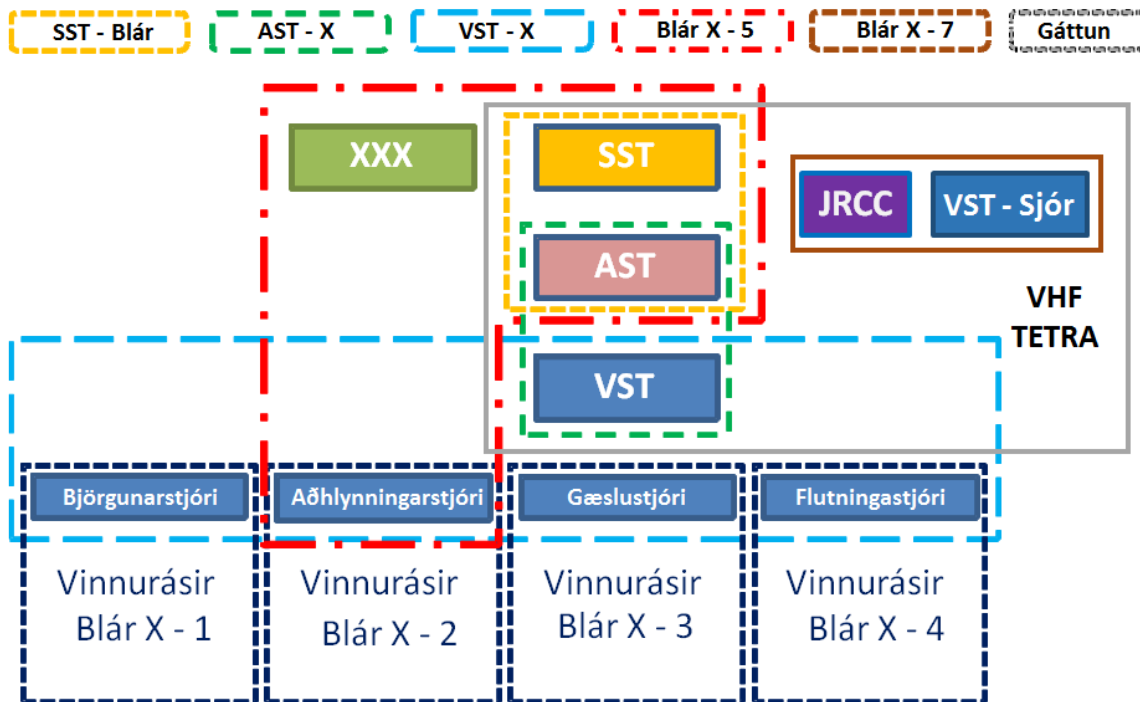 SST - Blár
AST - X
VST - X
Blár X - 5
Blár X - 7
Gáttun
XXX
SST
JRCC
VST - Sjór
AST
VHF
TETRA
VST
Björgunarstjóri
Aðhlynningarstjóri
Gæslustjóri
Flutningastjóri
Vinnurásir
Blár X - 1
Vinnurásir
Blár X - 2
Vinnurásir
Blár X - 3
Vinnurásir
Blár X - 4